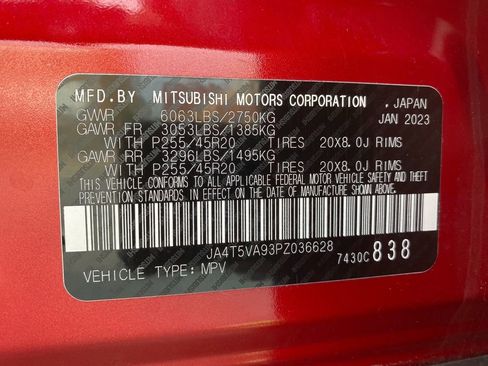 MFD.BY MITSUBISHI MOTORS CORPORATION . JAPAN
GVWR 6063LBS/2750KG JAN 2023
GAWR FR 3053LBS/1385KG
WITH P255/45R20 TIRES 20X8.0J RIMS
GAWR RR 3296LBS/1495KG
WITH P255/45R20 TIRES 20X8.0J RIMS
THIS VEHICLE CONFORMS TO ALL APPLICABLE FEDERAL MOTOR VEHICLE SAFETY AND THEFT
PREVENTION STANDARDS IN EFFECT ON THE DATE OF MANUFACTURE SHOWN ABOVE.
JA4T5VA93PZ036628 7430C 838
VEHICLE TYPE: MPV